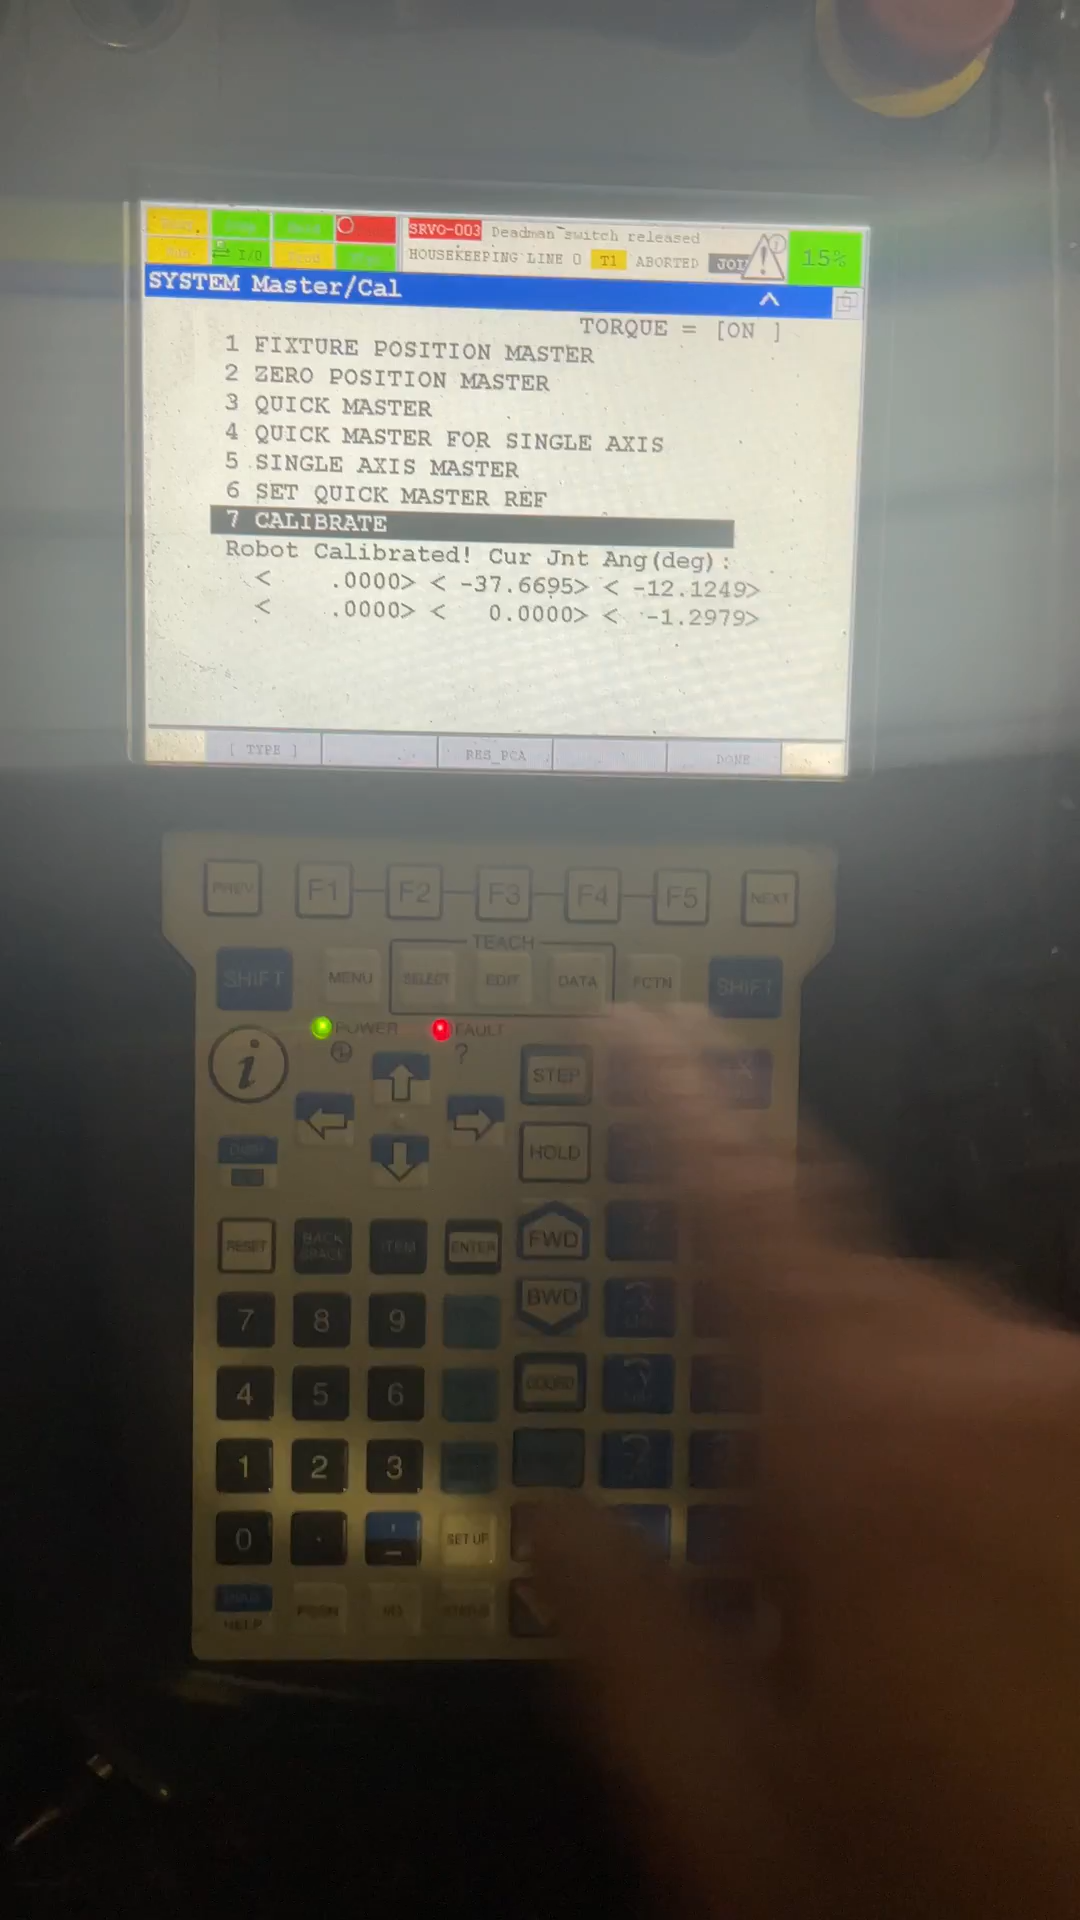 SRVO-003 Deadman switch released
I/O
HOUSEKEEPING LINE 0 T1 ABORTED
15%
SYSTEM Master/Cal
TORQUE = [ON ]
1 FIXTURE POSITION MASTER
2 ZERO POSITION MASTER
3 QUICK MASTER
4 QUICK MASTER FOR SINGLE AXIS
5 SINGLE AXIS MASTER
6 SET QUICK MASTER REF
7 CALIBRATE
Robot Calibrated! Cur Jnt Ang(deg):
< .0000> < -37.6695> < -12.1249>
< .0000> < 0.0000> < -1.2979>
[ TYPE ] RES_PCA DONE
PREV F1 F2 F3 F4 F5 NEXT
TEACH
SHIFT MENU SELECT EDIT DATA FCTN SHIFT
POWER FAULT
i ?
STEP
HOLD
RESET BACK SPACE ITEM ENTER FWD
BWD
7 8 9
4 5 6 COORD
1 2 3
0 . SET UP
HELP POSN I/O